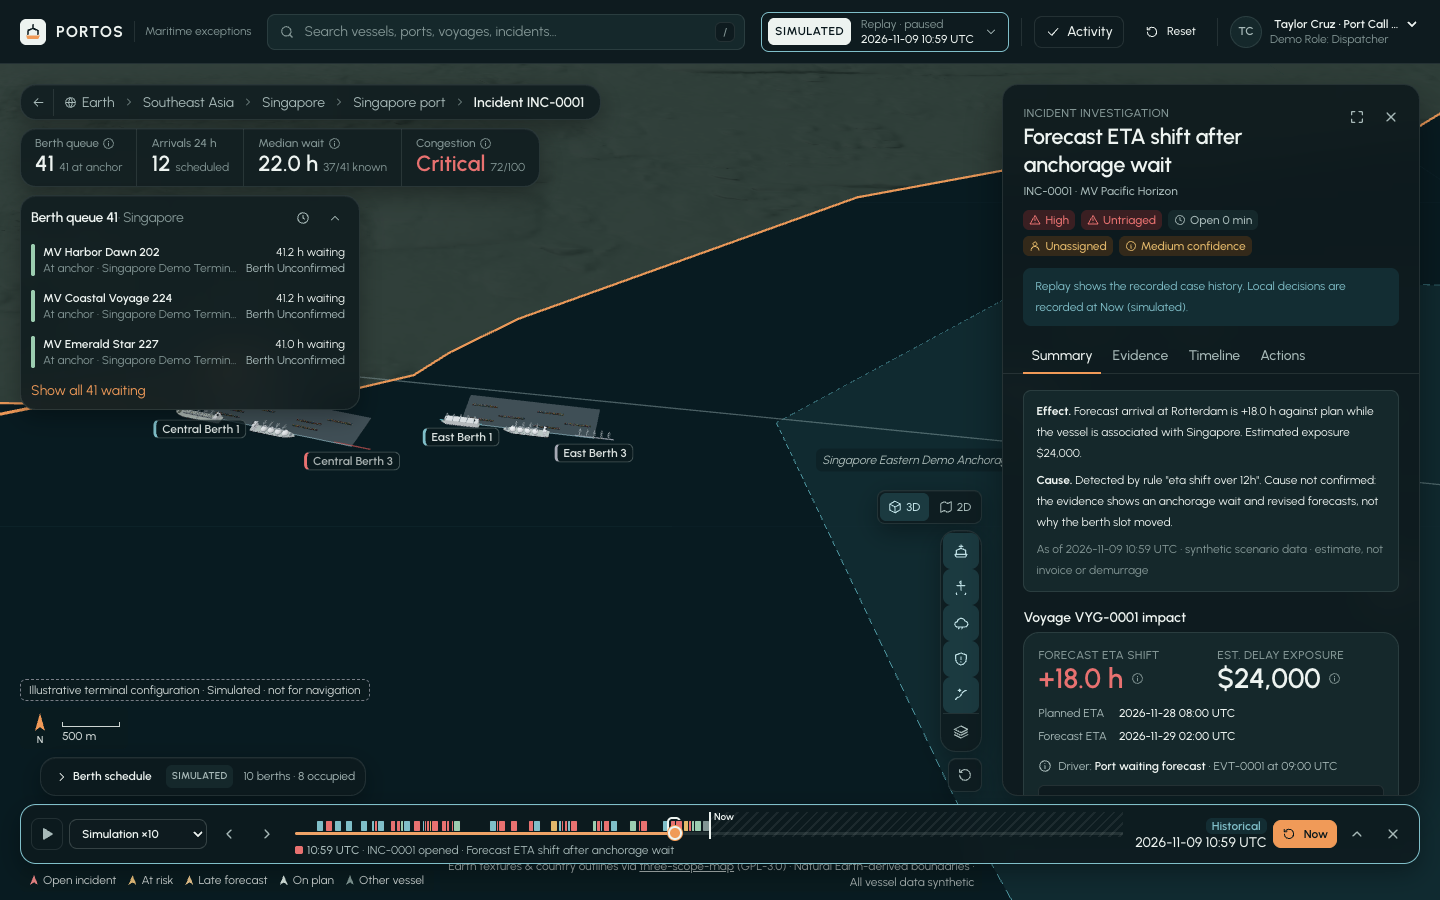 PORTOS
Maritime exceptions
Search vessels, ports, voyages, incidents...
/
SIMULATED
Replay · paused
2026-11-09 10:59 UTC
Activity
Reset
TC
Taylor Cruz · Port Call ...
Demo Role: Dispatcher
Earth
Southeast Asia
Singapore
Singapore port
Incident INC-0001
Berth queue
41 41 at anchor
Arrivals 24 h
12 scheduled
Median wait
22.0 h 37/41 known
Congestion
Critical 72/100
Berth queue 41 Singapore
MV Harbor Dawn 202
41.2 h waiting
At anchor · Singapore Demo Termin...
Berth Unconfirmed
MV Coastal Voyage 224
41.2 h waiting
At anchor · Singapore Demo Termin...
Berth Unconfirmed
MV Emerald Star 227
41.0 h waiting
At anchor · Singapore Demo Termin...
Berth Unconfirmed
Show all 41 waiting
Central Berth 1
Central Berth 3
East Berth 1
East Berth 3
Singapore Eastern Demo Anchorag
3D
2D
INCIDENT INVESTIGATION
Forecast ETA shift after
anchorage wait
INC-0001 · MV Pacific Horizon
High
Untriaged
Open 0 min
Unassigned
Medium confidence
Replay shows the recorded case history. Local decisions are
recorded at Now (simulated).
Summary
Evidence
Timeline
Actions
Effect. Forecast arrival at Rotterdam is +18.0 h against plan while
the vessel is associated with Singapore. Estimated exposure
$24,000.
Cause. Detected by rule "eta shift over 12h". Cause not confirmed:
the evidence shows an anchorage wait and revised forecasts, not
why the berth slot moved.
As of 2026-11-09 10:59 UTC · synthetic scenario data · estimate, not
invoice or demurrage
Voyage VYG-0001 impact
FORECAST ETA SHIFT
+18.0 h
EST. DELAY EXPOSURE
$24,000
Planned ETA 2026-11-28 08:00 UTC
Forecast ETA 2026-11-29 02:00 UTC
Driver: Port waiting forecast · EVT-0001 at 09:00 UTC
Illustrative terminal configuration · Simulated · not for navigation
N
500 m
Berth schedule
SIMULATED
10 berths · 8 occupied
Simulation ×10
Now
10:59 UTC · INC-0001 opened · Forecast ETA shift after anchorage wait
Historical
2026-11-09 10:59 UTC
Now
Earth textures & country outlines via three-scope-map (GPL-3.0) · Natural Earth-derived boundaries ·
All vessel data synthetic
Open incident
At risk
Late forecast
On plan
Other vessel